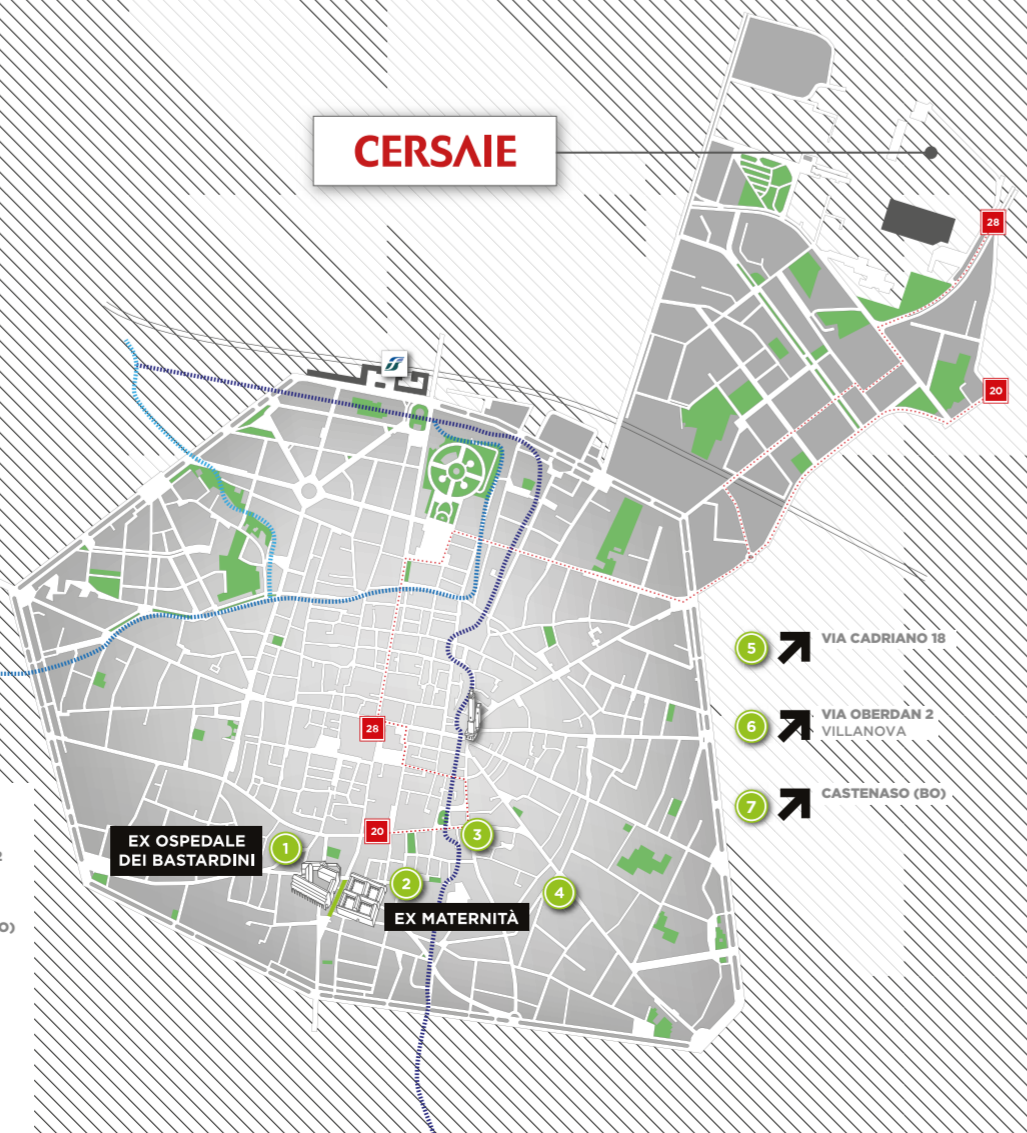 CERSAIE
28
20
5
VIA CADRIANO 18
6
VIA OBERDAN 2
VILLANOVA
28
7
CASTENASO (BO)
EX OSPEDALE
DEI BASTARDINI
1
20
3
2
4
EX MATERNITÀ
2
O)